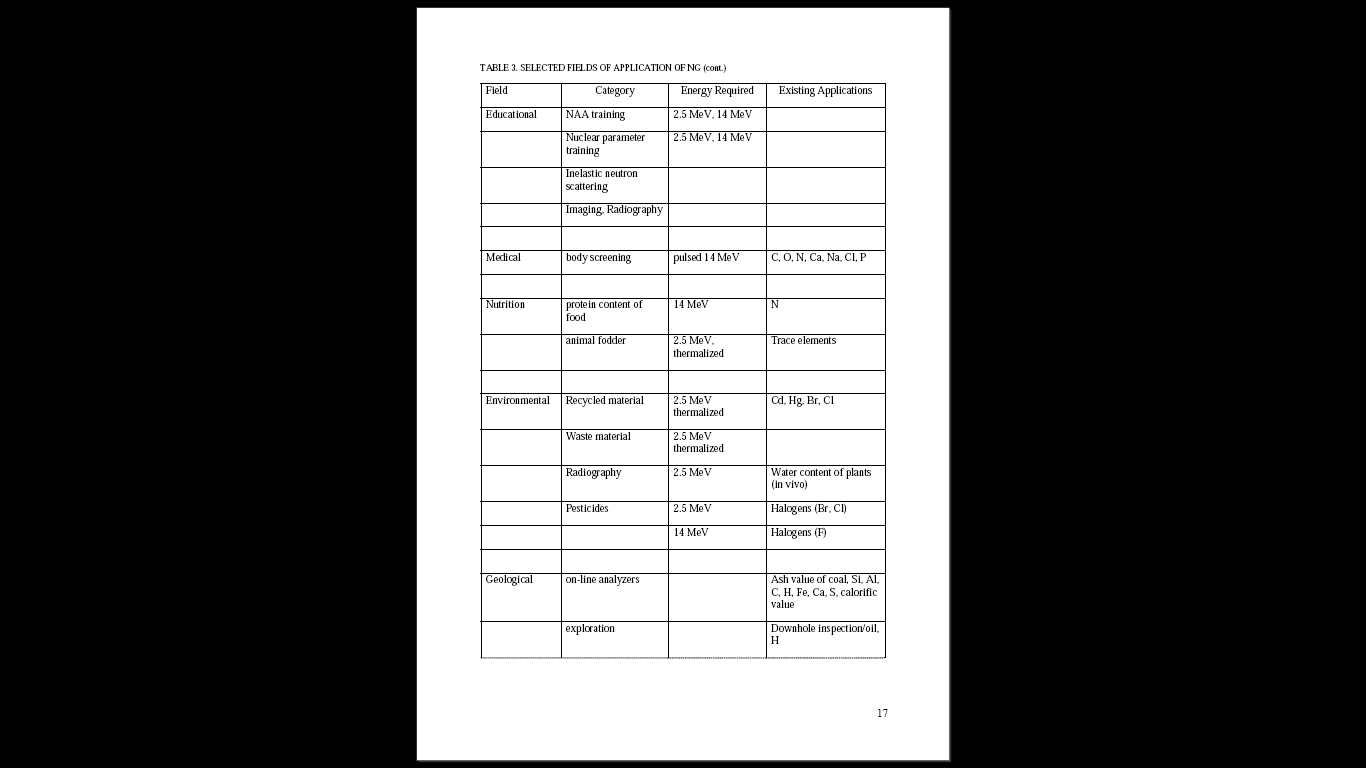 TABLE 3. SELECTED FIELDS OF APPLICATION OF NG (cont.)
Field Category Energy Required Existing Applications
Educational NAA training 2.5 MeV, 14 MeV
Nuclear parameter 2.5 MeV, 14 MeV
training
Inelastic neutron
scattering
Imaging, Radiography
Medical body screening pulsed 14 MeV C, O, N, Ca, Na, Cl, P
Nutrition protein content of 14 MeV N
food
animal fodder 2.5 MeV, Trace elements
thermalized
Environmental Recycled material 2.5 MeV Cd, Hg, Br, Cl
thermalized
Waste material 2.5 MeV
thermalized
Radiography 2.5 MeV Water content of plants
(in vivo)
Pesticides 2.5 MeV Halogens (Br, Cl)
14 MeV Halogens (F)
Geological on-line analyzers Ash value of coal, Si, Al,
C, H, Fe, Ca, S, calorific
value
exploration Downhole inspection/oil,
H
17